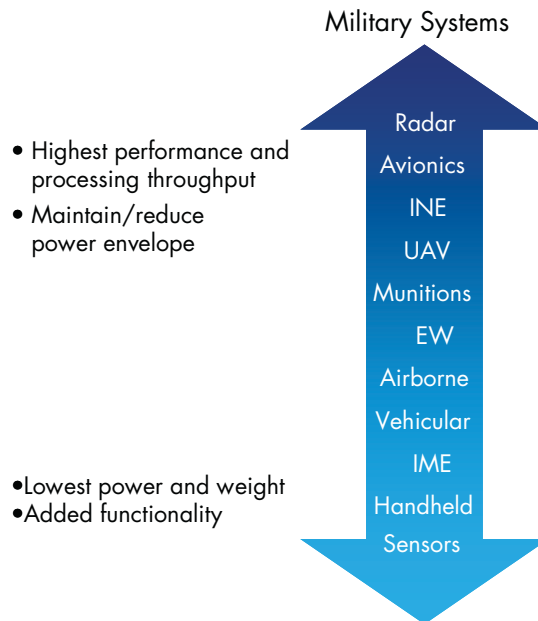 Military Systems
• Highest performance and
processing throughput
• Maintain/reduce
power envelope
•Lowest power and weight
•Added functionality
Radar
Avionics
INE
UAV
Munitions
EW
Airborne
Vehicular
IME
Handheld
Sensors